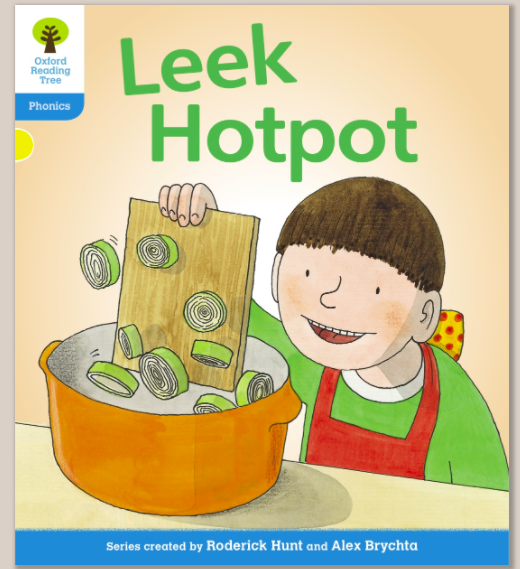 Oxford
Reading
Tree
Phonics
Leek
Hotpot
Series created by Roderick Hunt and Alex Brychta